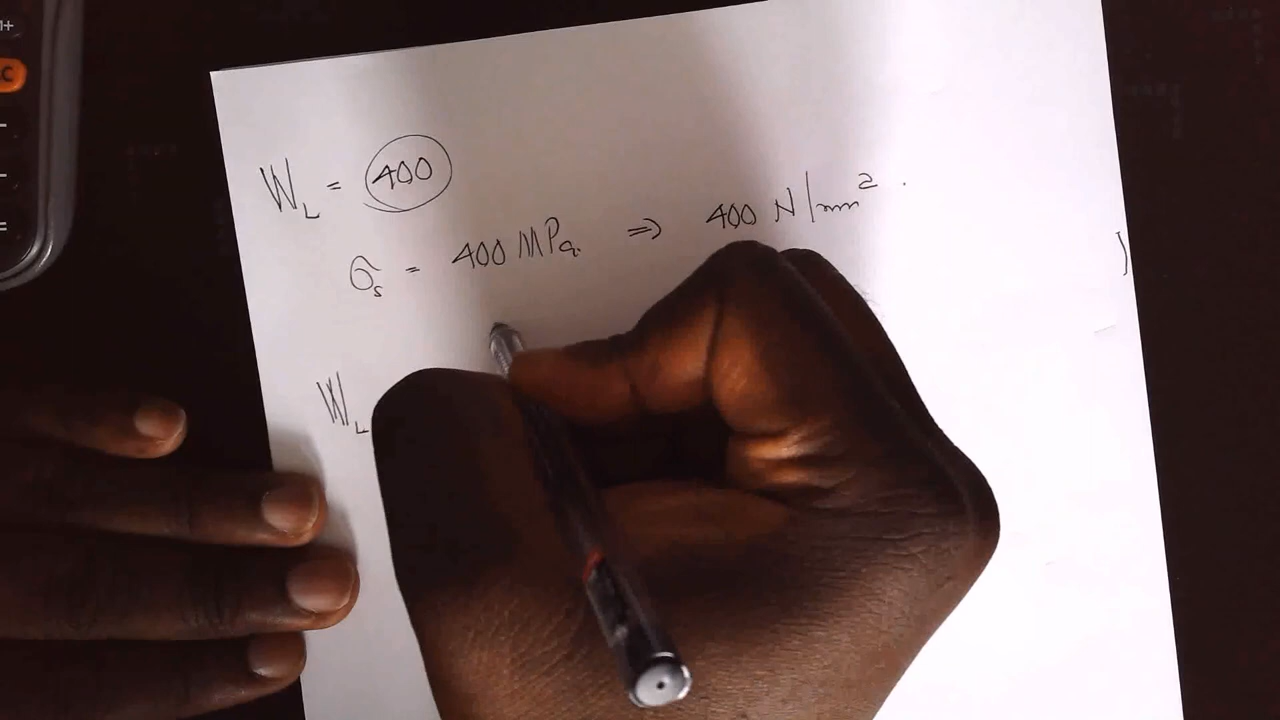 W_L = 400
σ_s = 400 MPa ⇒ 400 N/mm² .
W_L